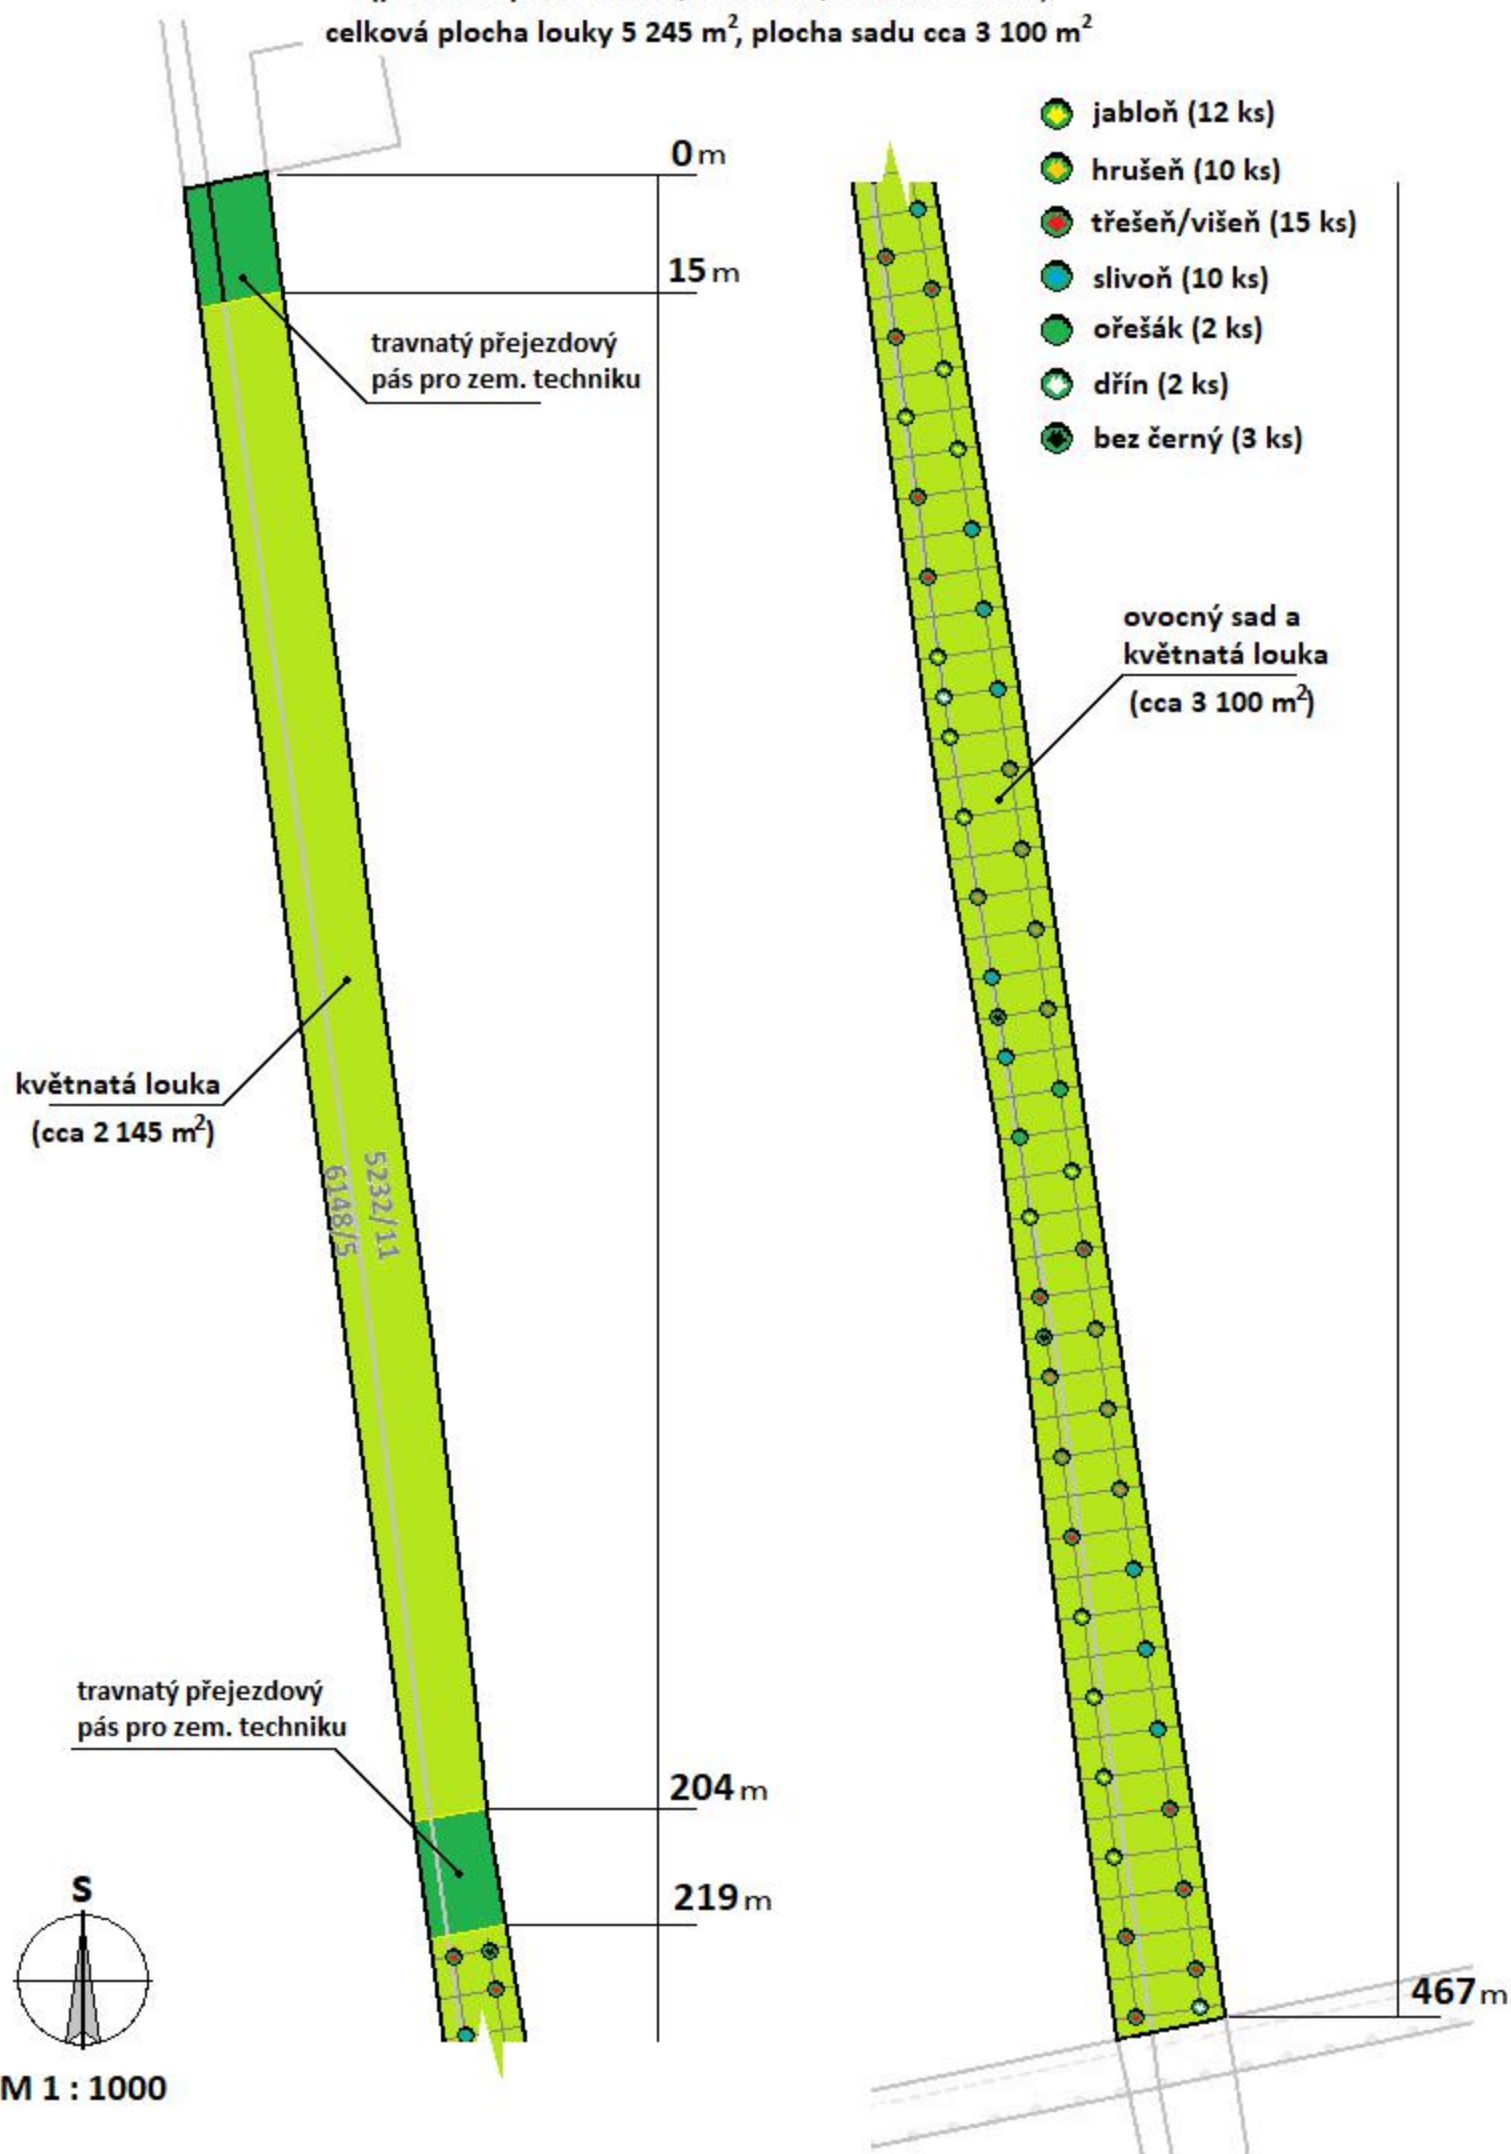 celková plocha louky 5 245 m², plocha sadu cca 3 100 m²
jabloň (12 ks)
hrušeň (10 ks)
třešeň/višeň (15 ks)
slivoň (10 ks)
ořešák (2 ks)
dřín (2 ks)
bez černý (3 ks)
0 m
15 m
travnatý přejezdový
pás pro zem. techniku
ovocný sad a
květnatá louka
(cca 3 100 m²)
květnatá louka
(cca 2 145 m²)
5232/11
6148/5
travnatý přejezdový
pás pro zem. techniku
204 m
219 m
S
M 1 : 1000
467 m